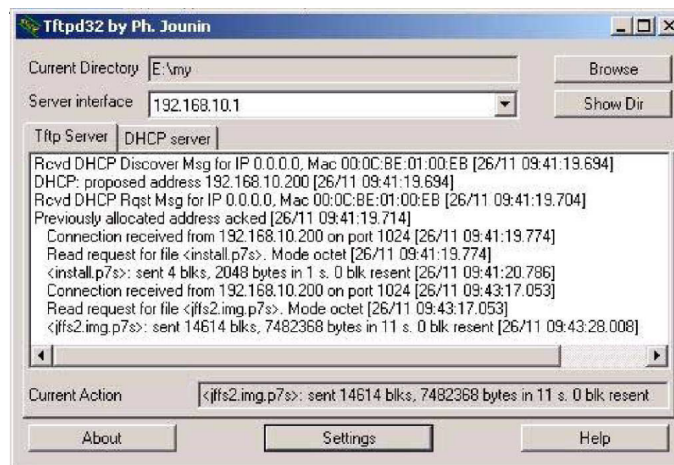 Tftpd32 by Ph. Jounin
Current Directory E:\my Browse
Server interface 192.168.10.1 Show Dir
Tftp Server DHCP server
Rcvd DHCP Discover Msg for IP 0.0.0.0, Mac 00:0C:BE:01:00:EB [26/11 09:41:19.694]
DHCP: proposed address 192.168.10.200 [26/11 09:41:19.694]
Rcvd DHCP Rqst Msg for IP 0.0.0.0, Mac 00:0C:BE:01:00:EB [26/11 09:41:19.704]
Previously allocated address acked [26/11 09:41:19.714]
Connection received from 192.168.10.200 on port 1024 [26/11 09:41:19.774]
Read request for file <install.p7s>. Mode octet [26/11 09:41:19.774]
<install.p7s>: sent 4 blks, 2048 bytes in 1 s. 0 blk resent [26/11 09:41:20.786]
Connection received from 192.168.10.200 on port 1024 [26/11 09:43:17.053]
Read request for file <jffs2.img.p7s>. Mode octet [26/11 09:43:17.053]
<jffs2.img.p7s>: sent 14614 blks, 7482368 bytes in 11 s. 0 blk resent [26/11 09:43:28.008]
Current Action <jffs2.img.p7s>: sent 14614 blks, 7482368 bytes in 11 s. 0 blk resent
About Settings Help